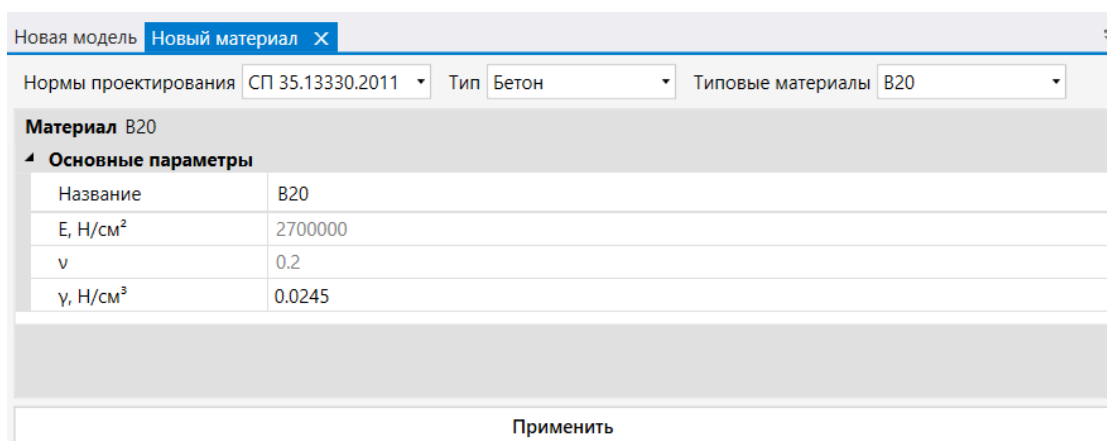 Новая модель Новый материал X
Нормы проектирования СП 35.13330.2011 Тип Бетон Типовые материалы B20
Материал B20
Основные параметры
Название B20
E, Н/см² 2700000
ν 0.2
γ, Н/см³ 0.0245
Применить